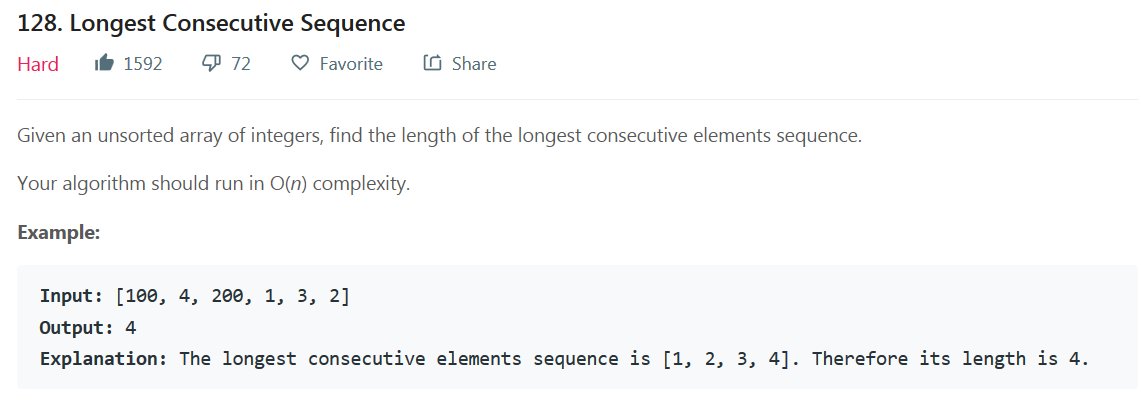 128. Longest Consecutive Sequence
Hard 1592 72 Favorite Share
Given an unsorted array of integers, find the length of the longest consecutive elements sequence.
Your algorithm should run in O(n) complexity.
Example:
Input: [100, 4, 200, 1, 3, 2]
Output: 4
Explanation: The longest consecutive elements sequence is [1, 2, 3, 4]. Therefore its length is 4.